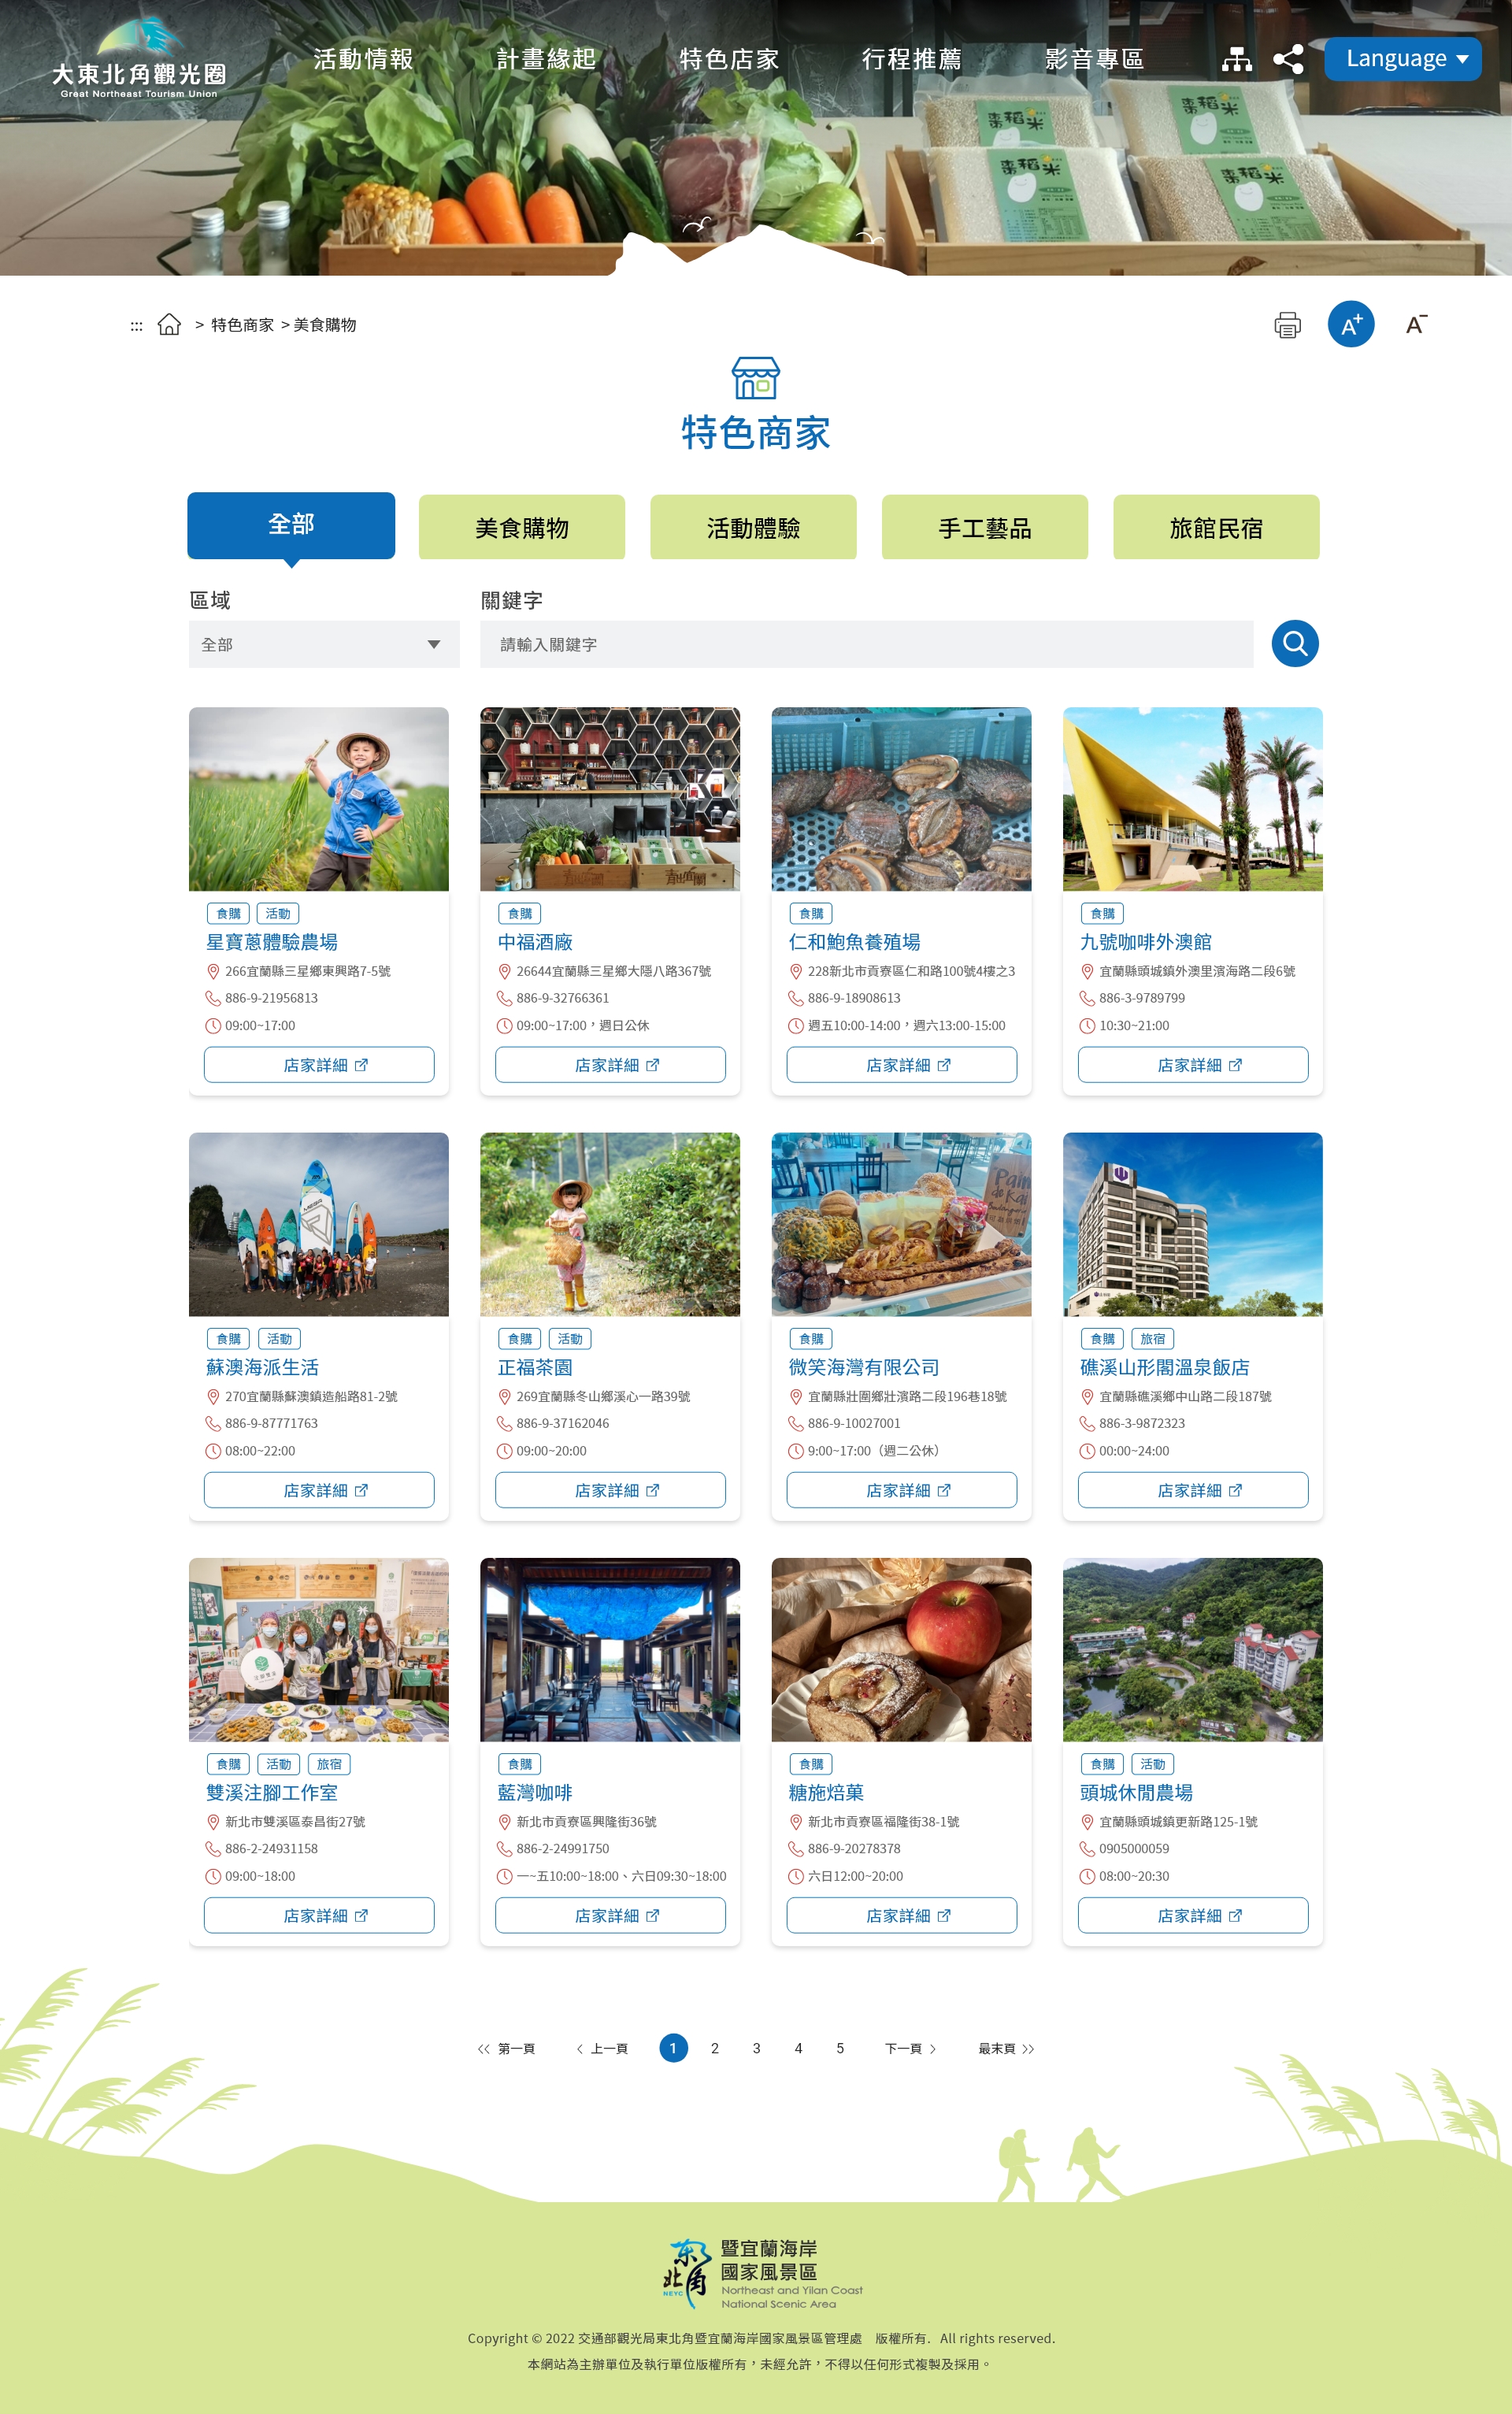 大東北角觀光圈
Great Northeast Tourism Union
活動情報 計畫緣起 特色店家 行程推薦 影音專區 Language
棗稻米 棗稻米
棗稻米 棗稻米
::: > 特色商家 > 美食購物 A+ A-
特色商家
全部 美食購物 活動體驗 手工藝品 旅館民宿
區域 關鍵字
全部 請輸入關鍵字
食購 活動
星寶蔥體驗農場
266宜蘭縣三星鄉東興路7-5號
886-9-21956813
09:00~17:00
店家詳細
食購
中福酒廠
26644宜蘭縣三星鄉大隱八路367號
886-9-32766361
09:00~17:00，週日公休
店家詳細
食購
仁和鮑魚養殖場
228新北市貢寮區仁和路100號4樓之3
886-9-18908613
週五10:00-14:00，週六13:00-15:00
店家詳細
食購
九號咖啡外澳館
宜蘭縣頭城鎮外澳里濱海路二段6號
886-3-9789799
10:30~21:00
店家詳細
食購 活動
蘇澳海派生活
270宜蘭縣蘇澳鎮造船路81-2號
886-9-87771763
08:00~22:00
店家詳細
食購 活動
正福茶園
269宜蘭縣冬山鄉溪心一路39號
886-9-37162046
09:00~20:00
店家詳細
食購
微笑海灣有限公司
宜蘭縣壯圍鄉壯濱路二段196巷18號
886-9-10027001
9:00~17:00（週二公休）
店家詳細
食購 旅宿
礁溪山形閣溫泉飯店
宜蘭縣礁溪鄉中山路二段187號
886-3-9872323
00:00~24:00
店家詳細
食購 活動 旅宿
雙溪注腳工作室
新北市雙溪區泰昌街27號
886-2-24931158
09:00~18:00
店家詳細
食購
藍灣咖啡
新北市貢寮區興隆街36號
886-2-24991750
一~五10:00~18:00、六日09:30~18:00
店家詳細
食購
糖施焙菓
新北市貢寮區福隆街38-1號
886-9-20278378
六日12:00~20:00
店家詳細
食購 活動
頭城休閒農場
宜蘭縣頭城鎮更新路125-1號
0905000059
08:00~20:30
店家詳細
第一頁 上一頁 1 2 3 4 5 下一頁 最末頁
东北角 NEYC
暨宜蘭海岸
國家風景區
Northeast and Yilan Coast
National Scenic Area
Copyright © 2022 交通部觀光局東北角暨宜蘭海岸國家風景區管理處 版權所有. All rights reserved.
本網站為主辦單位及執行單位版權所有，未經允許，不得以任何形式複製及採用。